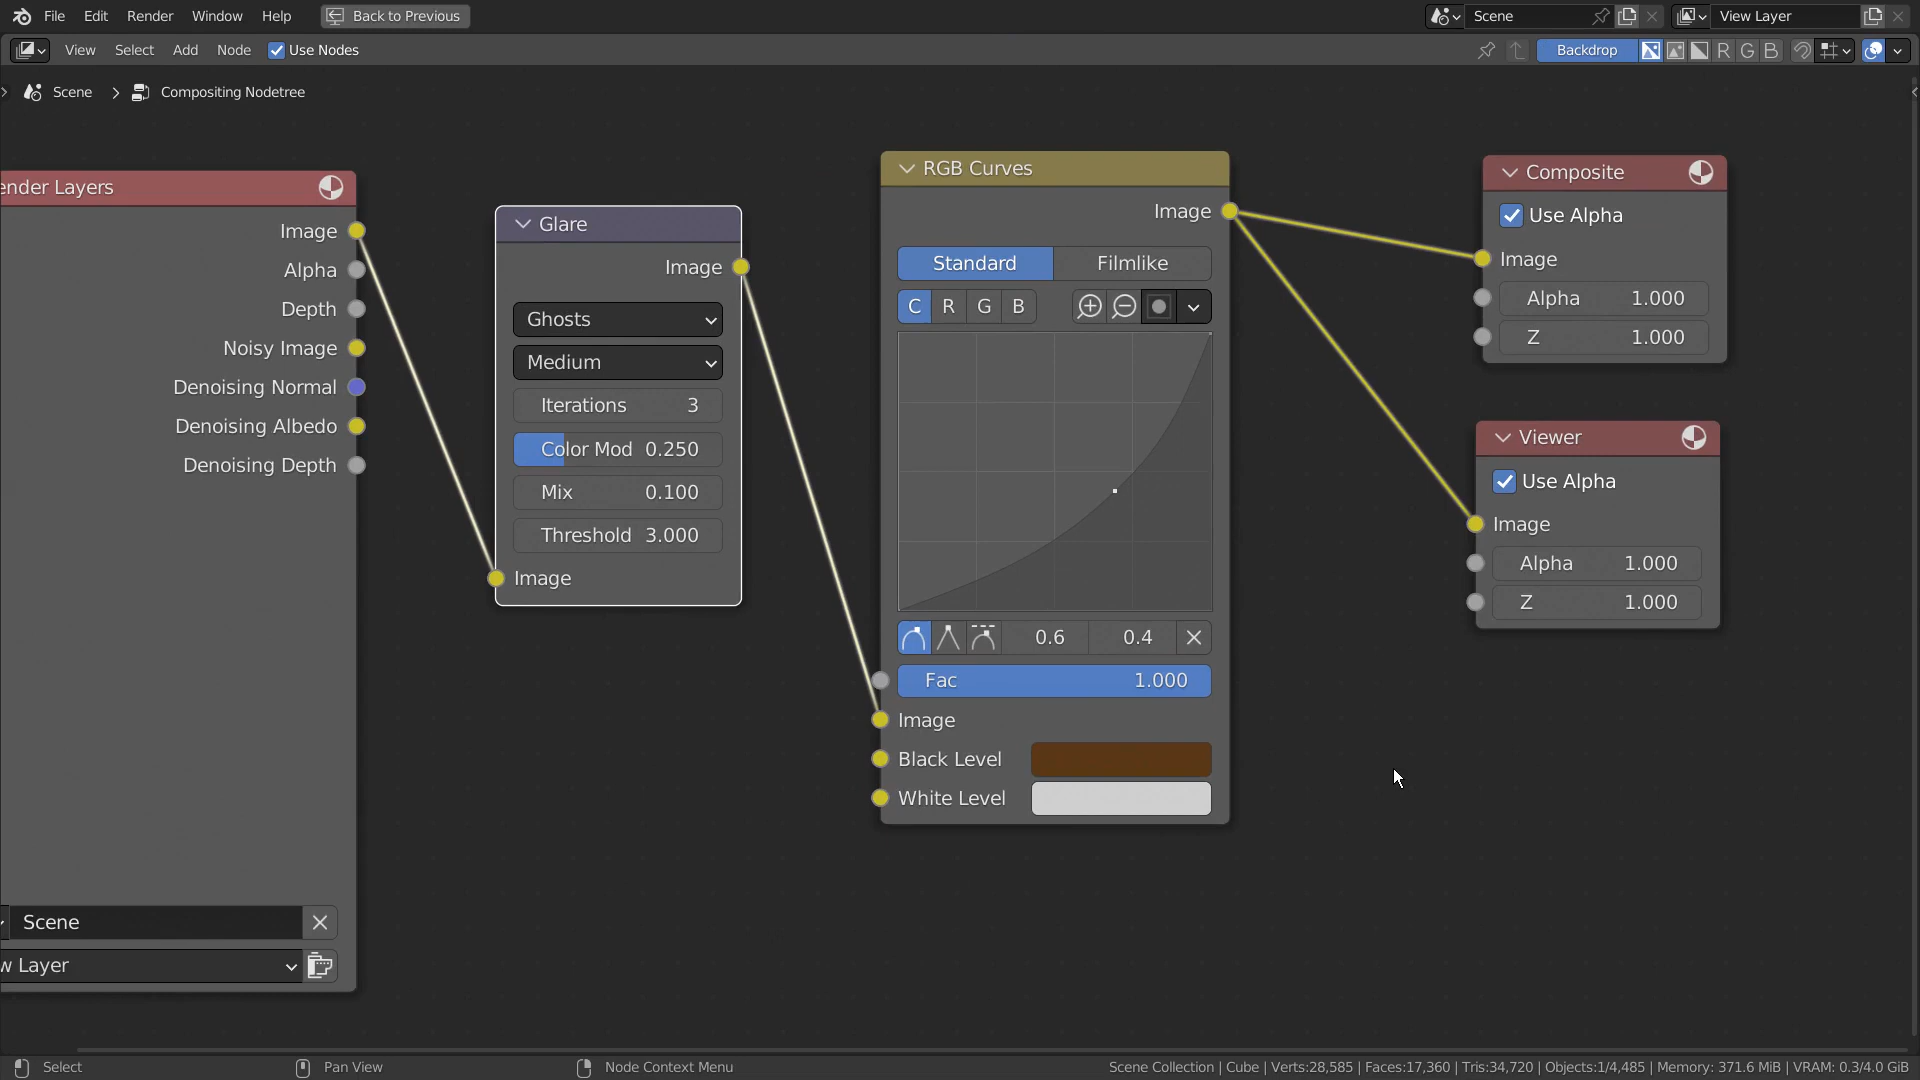 File Edit Render Window Help Back to Previous Scene View Layer
View Select Add Node Use Nodes Backdrop R G B
Scene Compositing Nodetree
ender Layers
Image
Alpha
Depth
Noisy Image
Denoising Normal
Denoising Albedo
Denoising Depth
Scene
w Layer
Glare
Image
Ghosts
Medium
Iterations 3
Color Mod 0.250
Mix 0.100
Threshold 3.000
Image
RGB Curves
Image
Standard Filmlike
C R G B
0.6 0.4
Fac 1.000
Image
Black Level
White Level
Composite
Use Alpha
Image
Alpha 1.000
Z 1.000
Viewer
Use Alpha
Image
Alpha 1.000
Z 1.000
Select Pan View Node Context Menu Scene Collection | Cube | Verts:28,585 | Faces:17,360 | Tris:34,720 | Objects:1/4,485 | Memory: 371.6 MiB | VRAM: 0.3/4.0 GiB